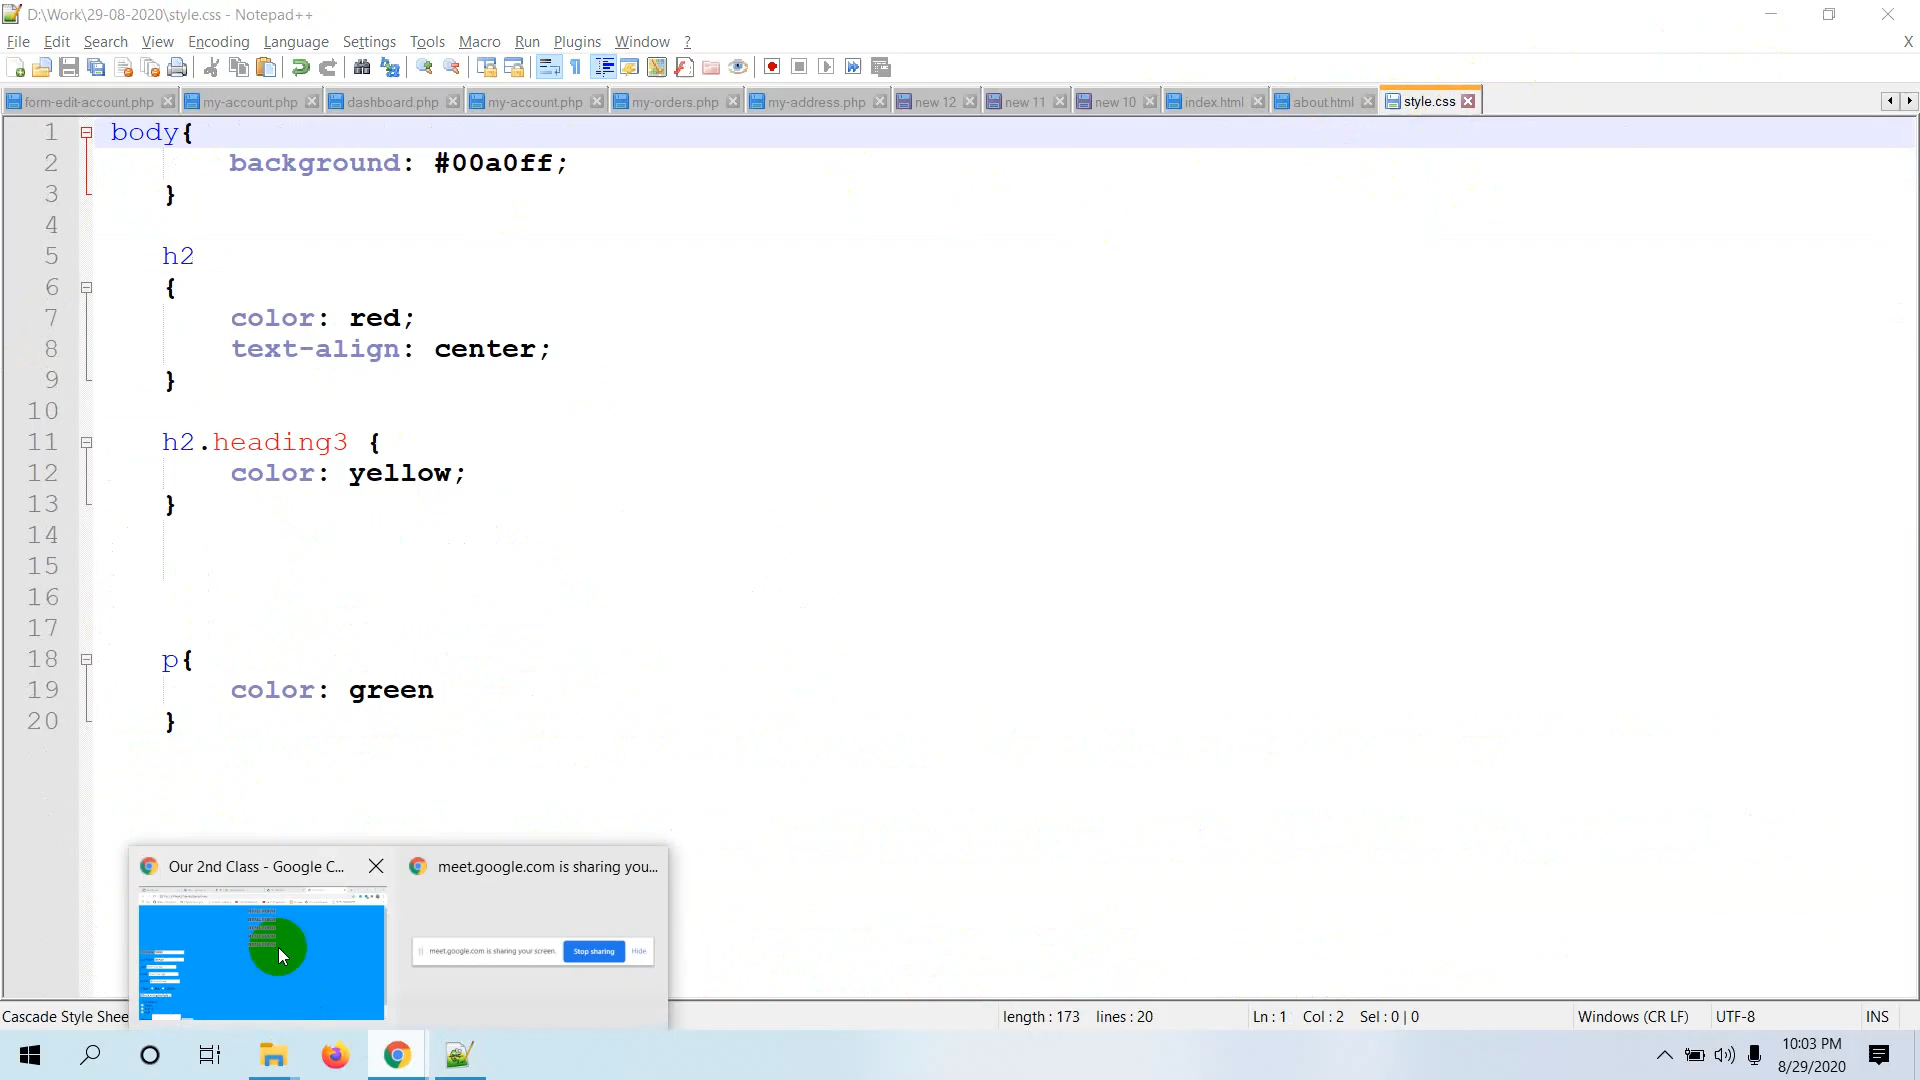 D:\Work\29-08-2020\style.css - Notepad++
File Edit Search View Encoding Language Settings Tools Macro Run Plugins Window ? X
form-edit-account.php my-account.php dashboard.php my-account.php my-orders.php my-address.php new 12 new 11 new 10 index.html about.html style.css
1 body{
2 background: #00a0ff;
3 }
4
5 h2
6 {
7 color: red;
8 text-align: center;
9 }
10
11 h2.heading3 {
12 color: yellow;
13 }
14
15
16
17
18 p{
19 color: green
20 }
Our 2nd Class - Google C... meet.google.com is sharing you...
meet.google.com is sharing your screen. Stop sharing Hide
Cascade Style Shee length : 173 lines : 20 Ln : 1 Col : 2 Sel : 0 | 0 Windows (CR LF) UTF-8 INS
10:03 PM
8/29/2020